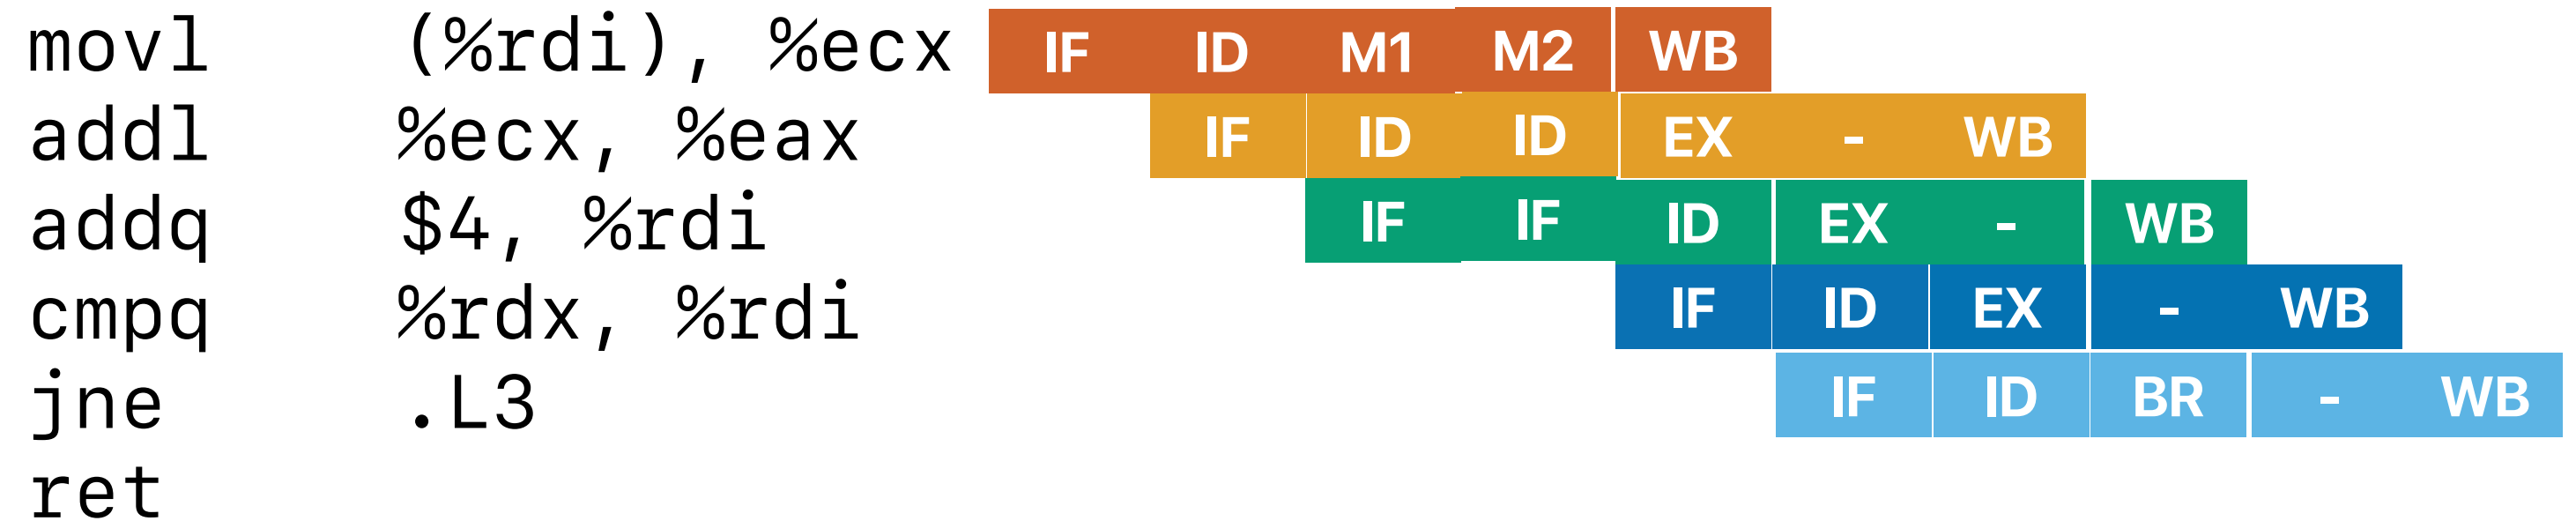 movl (%rdi), %ecx IF ID M1 M2 WB
addl %ecx, %eax IF ID ID EX - WB
addq $4, %rdi IF IF ID EX - WB
cmpq %rdx, %rdi IF ID EX - WB
jne .L3 IF ID BR - WB
ret